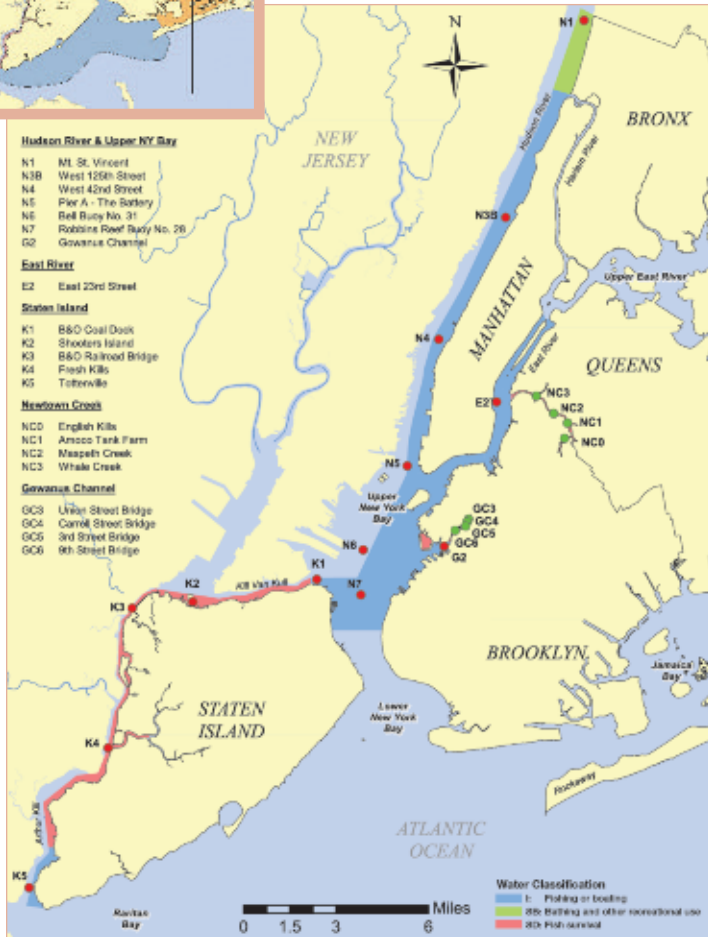 Hudson River & Upper NY Bay
N1 Mt. St. Vincent
N3B West 125th Street
N4 West 42nd Street
N5 Pier A - The Battery
N6 Bell Buoy No. 31
N7 Robbins Reef Buoy No. 28
G2 Gowanus Channel
East River
E2 East 23rd Street
Staten Island
K1 B&O Coal Dock
K2 Shooters Island
K3 B&O Railroad Bridge
K4 Fresh Kills
K5 Tottenville
Newtown Creek
NC0 English Kills
NC1 Amoco Tank Farm
NC2 Maspeth Creek
NC3 Whale Creek
Gowanus Channel
GC3 Union Street Bridge
GC4 Carroll Street Bridge
GC5 3rd Street Bridge
GC6 9th Street Bridge
N
N1
NEW
JERSEY
Hudson River
Harlem River
BRONX
N3B
MANHATTAN
Upper East River
N4
East River
QUEENS
E2
NC3
NC2
NC1
NC0
N5
Upper
New York
Bay
GC3
GC4
GC5
GC6
G2
N6
K1
N7
Kill Van Kull
K2
K3
BROOKLYN
Jamaica
Bay
STATEN
ISLAND
Lower
New York
Bay
K4
Rockaway
Arthur Kill
ATLANTIC
OCEAN
K5
Raritan
Bay
Miles
0 1.5 3 6
Water Classification
I: Fishing or boating
SB: Bathing and other recreational use
SD: Fish survival